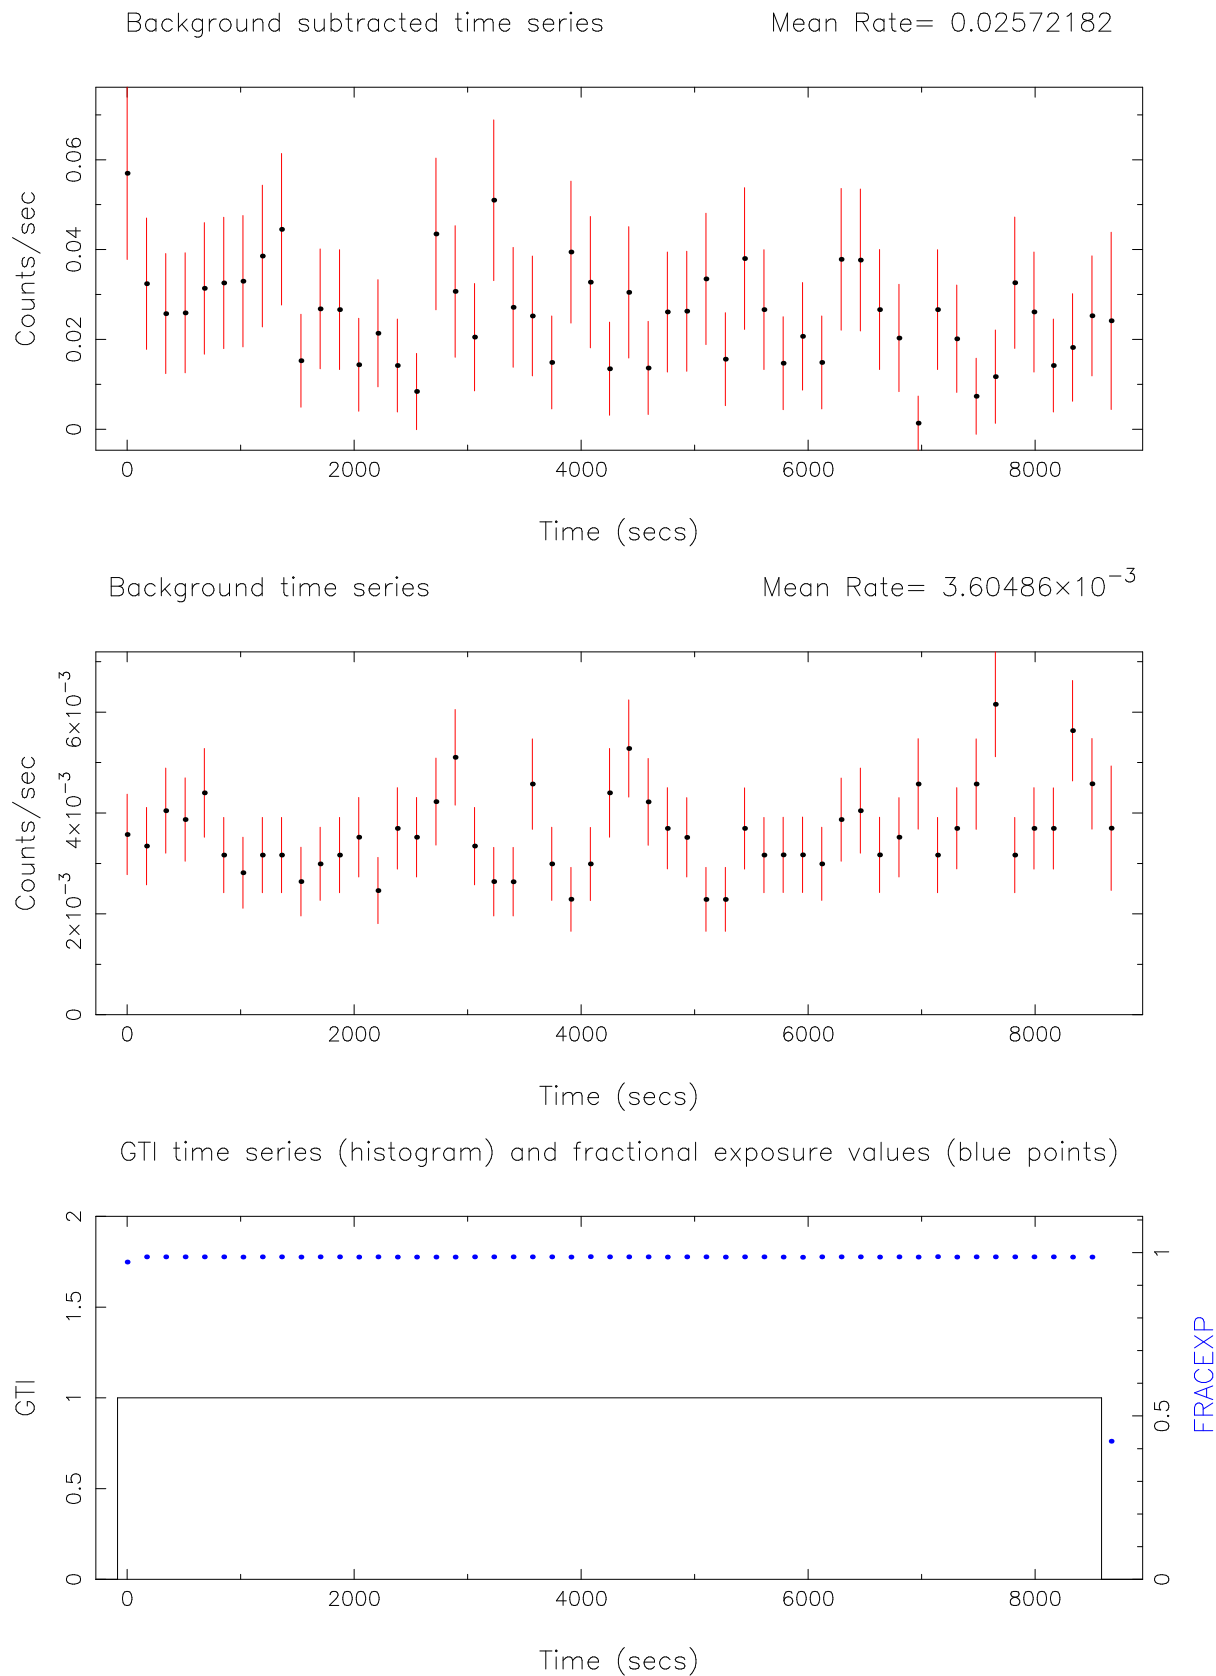 Background subtracted time series Mean Rate= 0.02572182
Counts/sec
0.06
0.04
0.02
0
0 2000 4000 6000 8000
Time (secs)
Background time series Mean Rate= 3.60486×10⁻³
Counts/sec
6×10⁻³
4×10⁻³
2×10⁻³
0
0 2000 4000 6000 8000
Time (secs)
GTI time series (histogram) and fractional exposure values (blue points)
GTI
2
1.5
1
0.5
0
1
0.5
0
FRACEXP
0 2000 4000 6000 8000
Time (secs)